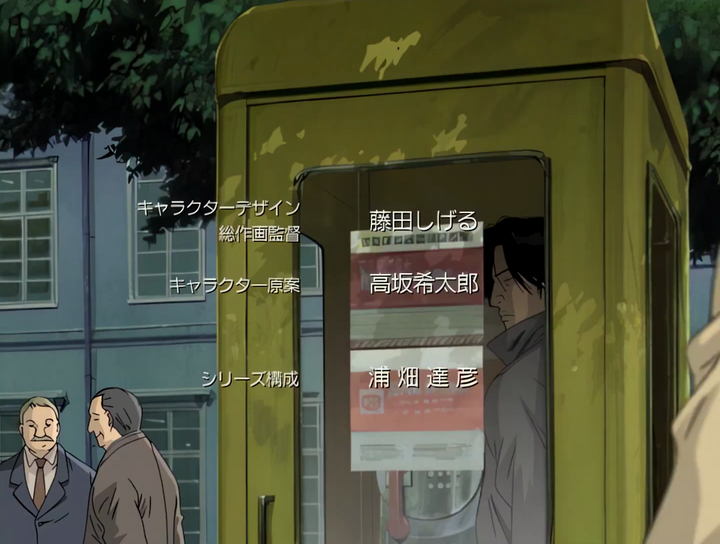 キャラクターデザイン
総作画監督
藤田しげる
キャラクター原案
高坂希太郎
シリーズ構成
浦畑達彦